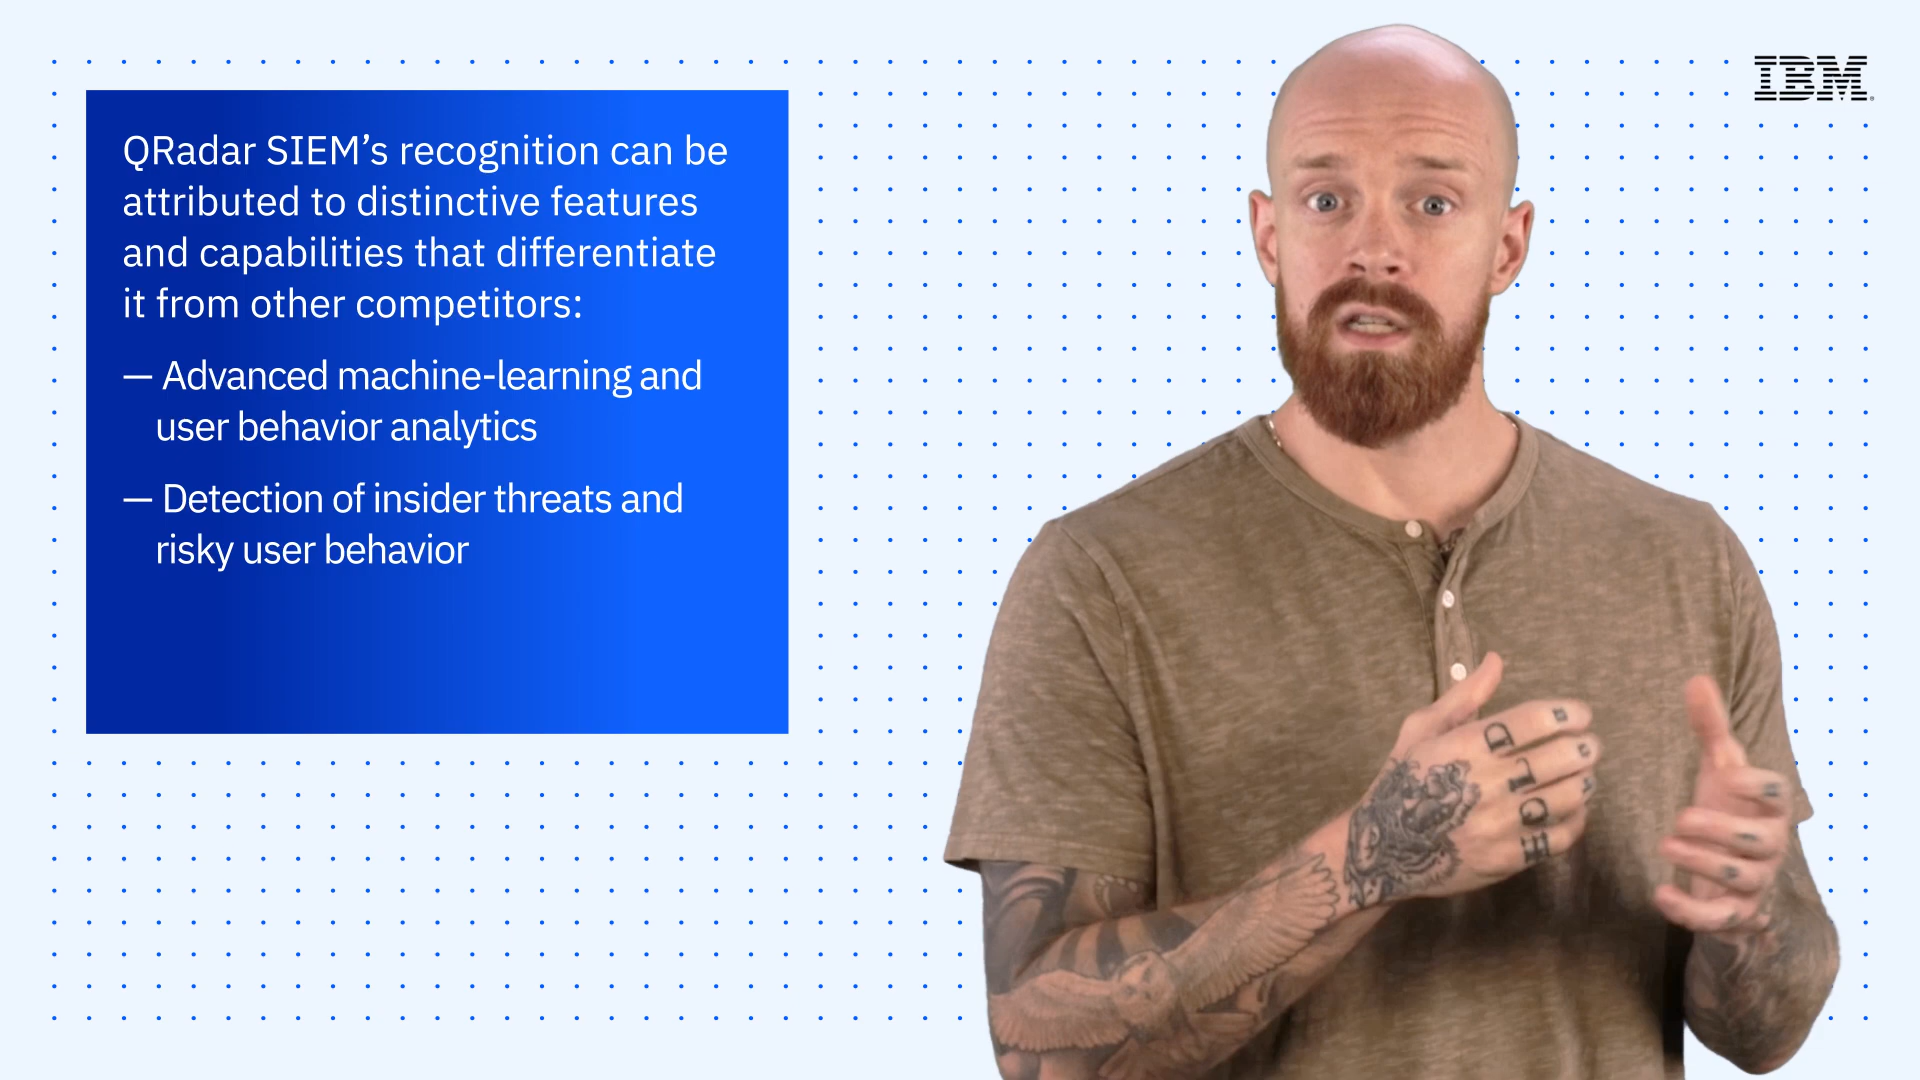 QRadar SIEM’s recognition can be
attributed to distinctive features
and capabilities that differentiate
it from other competitors:
— Advanced machine-learning and
user behavior analytics
— Detection of insider threats and
risky user behavior
IBM
HOLD